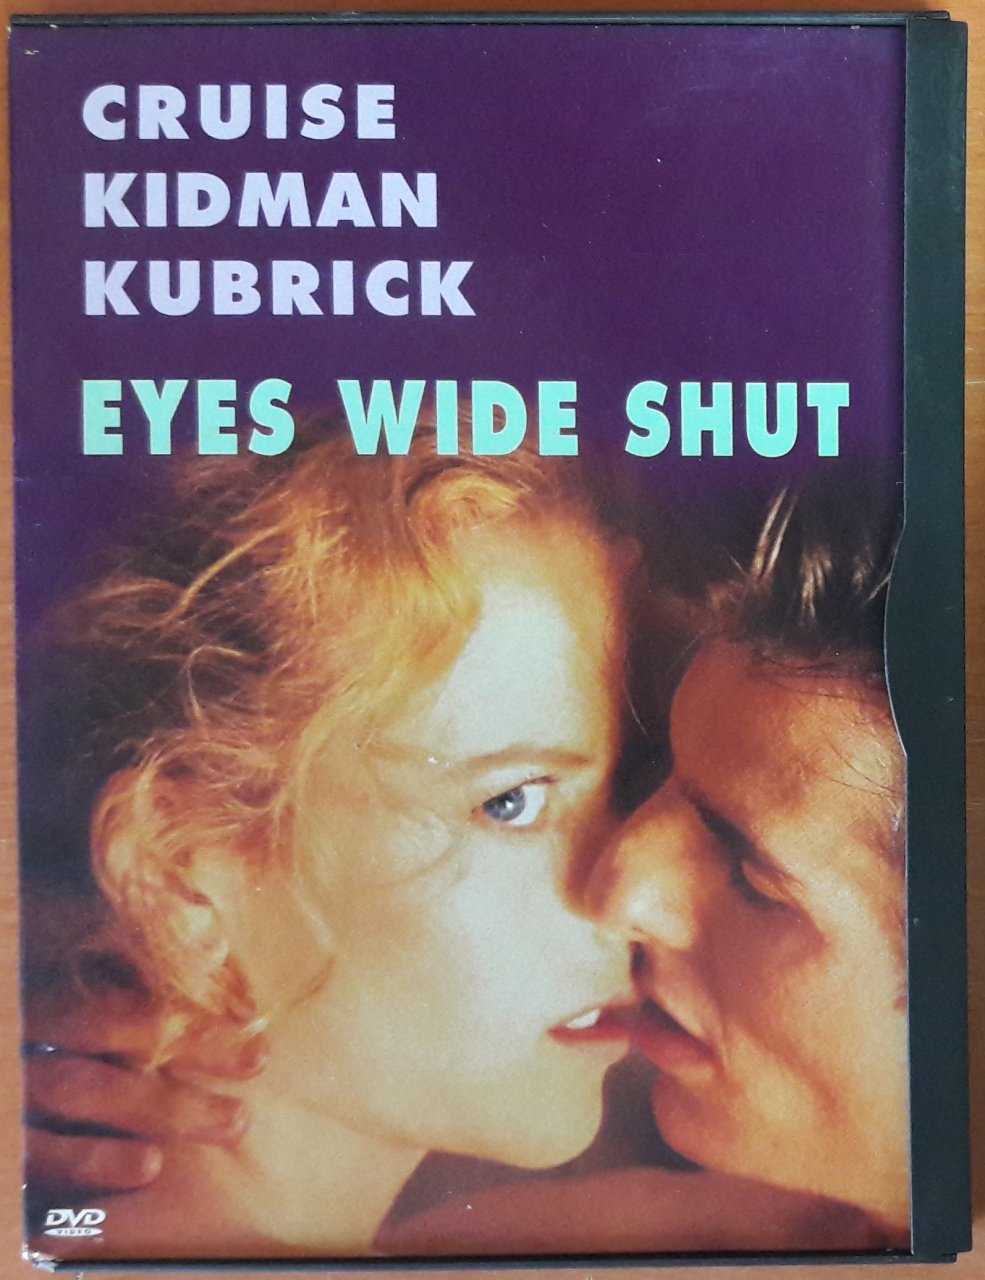 CRUISE
KIDMAN
KUBRICK
EYES WIDE SHUT
DVD
VIDEO